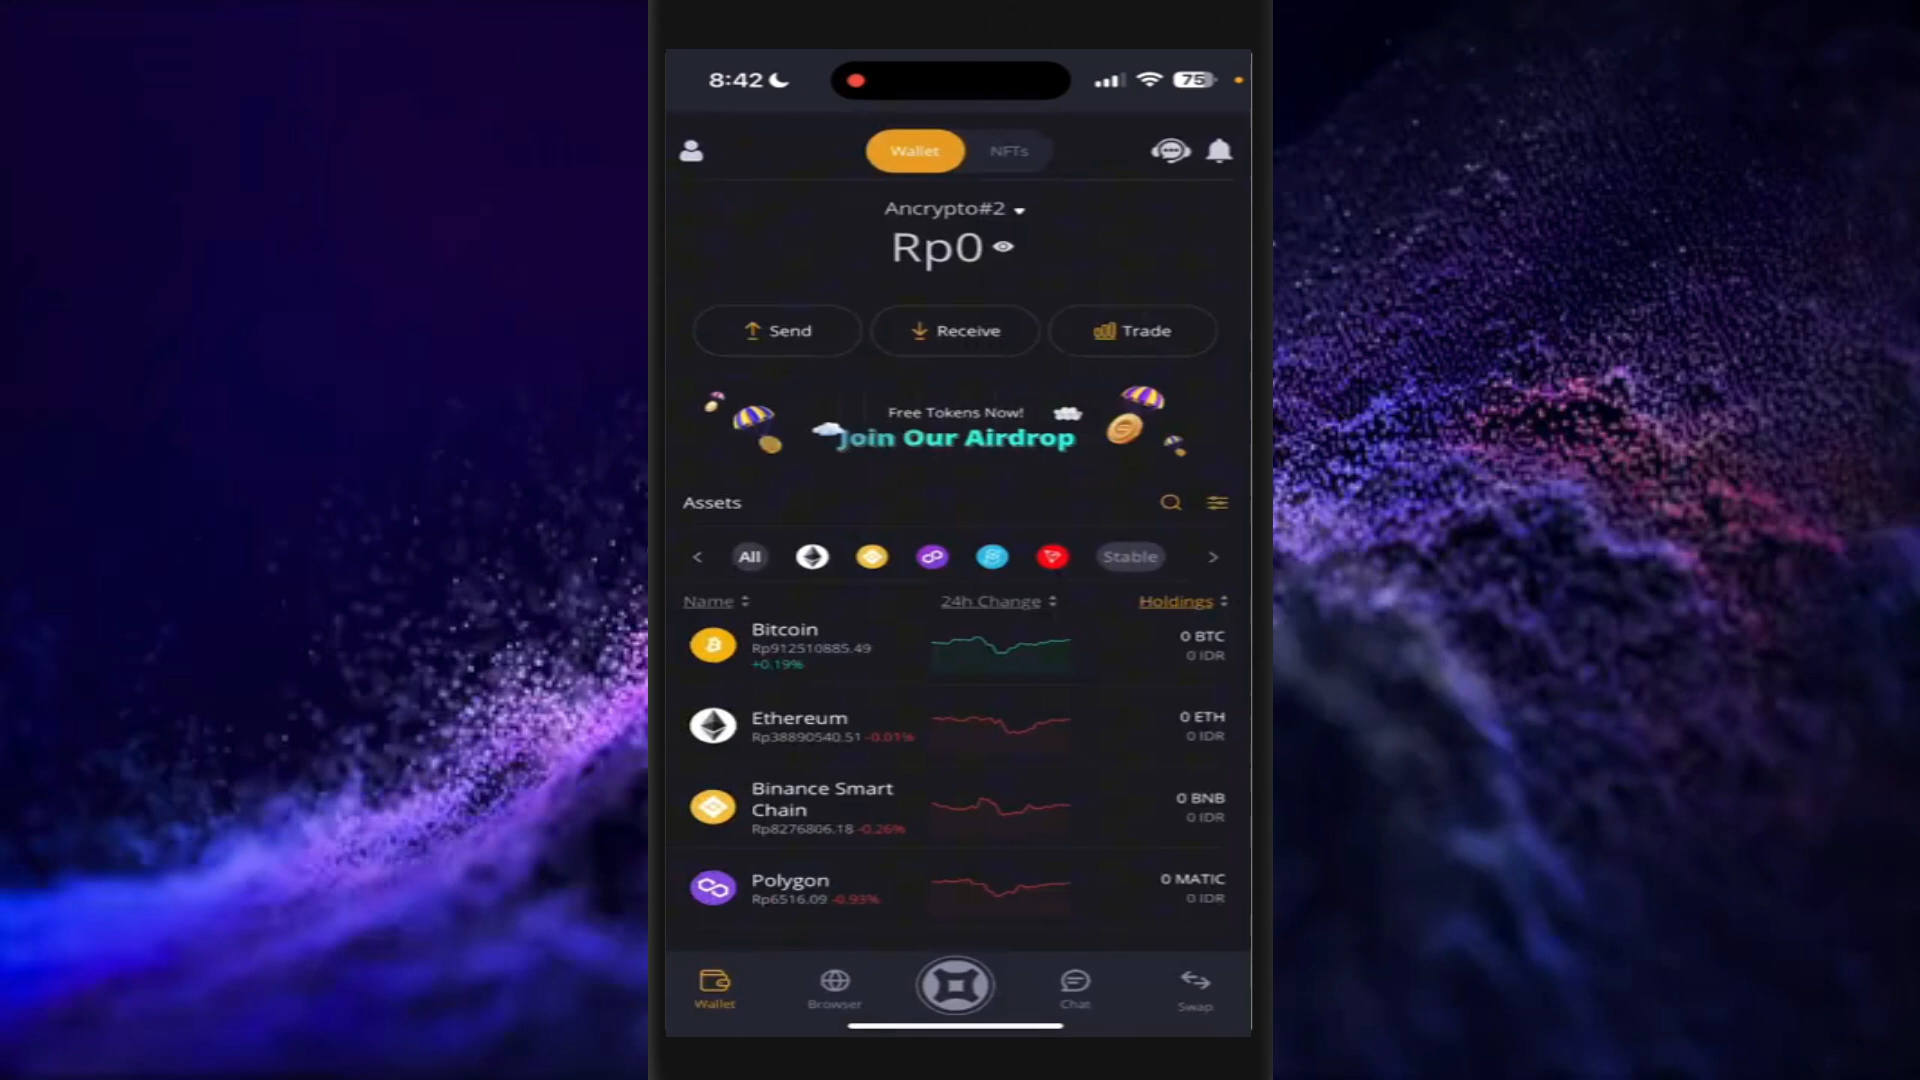 8:42
75
Wallet NFTs
Ancrypto#2
Rp0
Send Receive Trade
Free Tokens Now!
Join Our Airdrop
Assets
All Stable
Name 24h Change Holdings
Bitcoin
Rp912510885.49
+0.19%
0 BTC
0 IDR
Ethereum
Rp38890540.51 -0.01%
0 ETH
0 IDR
Binance Smart
Chain
Rp8276806.18 -0.26%
0 BNB
0 IDR
Polygon
Rp6516.09 -0.93%
0 MATIC
0 IDR
Wallet Browser Chat Swap